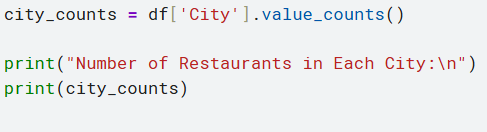 city_counts = df['City'].value_counts()
print("Number of Restaurants in Each City:\n")
print(city_counts)